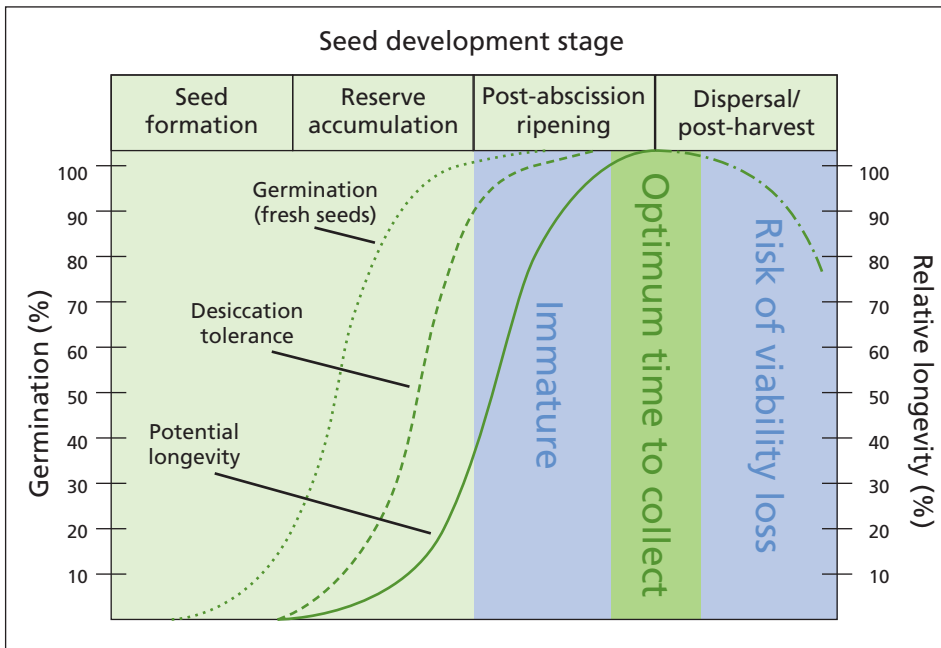 Seed development stage
Seed
formation
Reserve
accumulation
Post-abscission
ripening
Dispersal/
post-harvest
Germination (%)
100
90
80
70
60
50
40
30
20
10
Germination
(fresh seeds)
Desiccation
tolerance
Potential
longevity
Immature
Optimum time to collect
Risk of viability loss
100
90
80
70
60
50
40
30
20
10
Relative longevity (%)